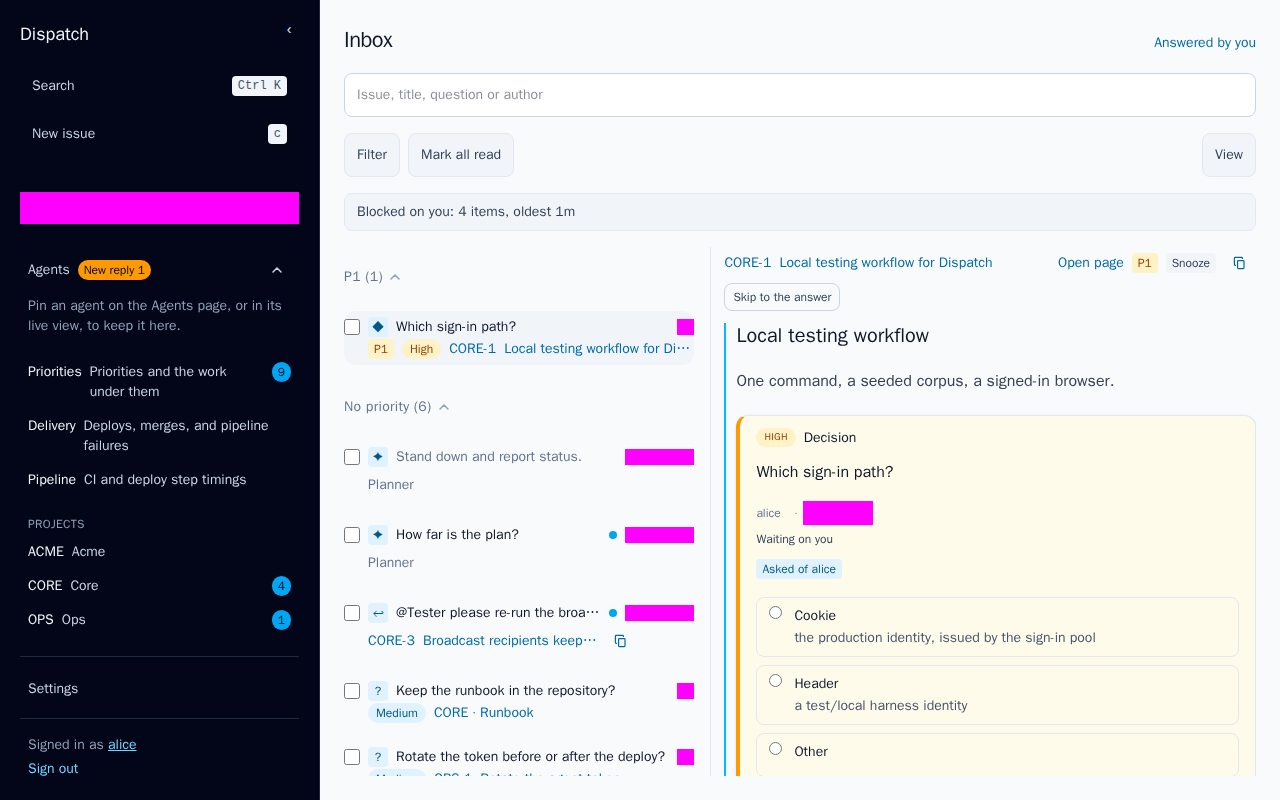 Dispatch
Search
Ctrl K
New issue
C
Agents
New reply 1
Pin an agent on the Agents page, or in its
live view, to keep it here.
Priorities Priorities and the work
under them
9
Delivery Deploys, merges, and pipeline
failures
Pipeline CI and deploy step timings
PROJECTS
ACME Acme
CORE Core
4
OPS Ops
1
Settings
Signed in as alice
Sign out
Inbox
Answered by you
Issue, title, question or author
Filter
Mark all read
View
Blocked on you: 4 items, oldest 1m
P1 (1)
Which sign-in path?
P1 High CORE-1 Local testing workflow for Di…
No priority (6)
Stand down and report status.
Planner
How far is the plan?
Planner
@Tester please re-run the broa…
CORE-3 Broadcast recipients keep…
? Keep the runbook in the repository?
Medium CORE · Runbook
? Rotate the token before or after the deploy?
CORE-1 Local testing workflow for Dispatch
Open page
P1
Snooze
Skip to the answer
Local testing workflow
One command, a seeded corpus, a signed-in browser.
HIGH Decision
Which sign-in path?
alice ·
Waiting on you
Asked of alice
Cookie
the production identity, issued by the sign-in pool
Header
a test/local harness identity
Other